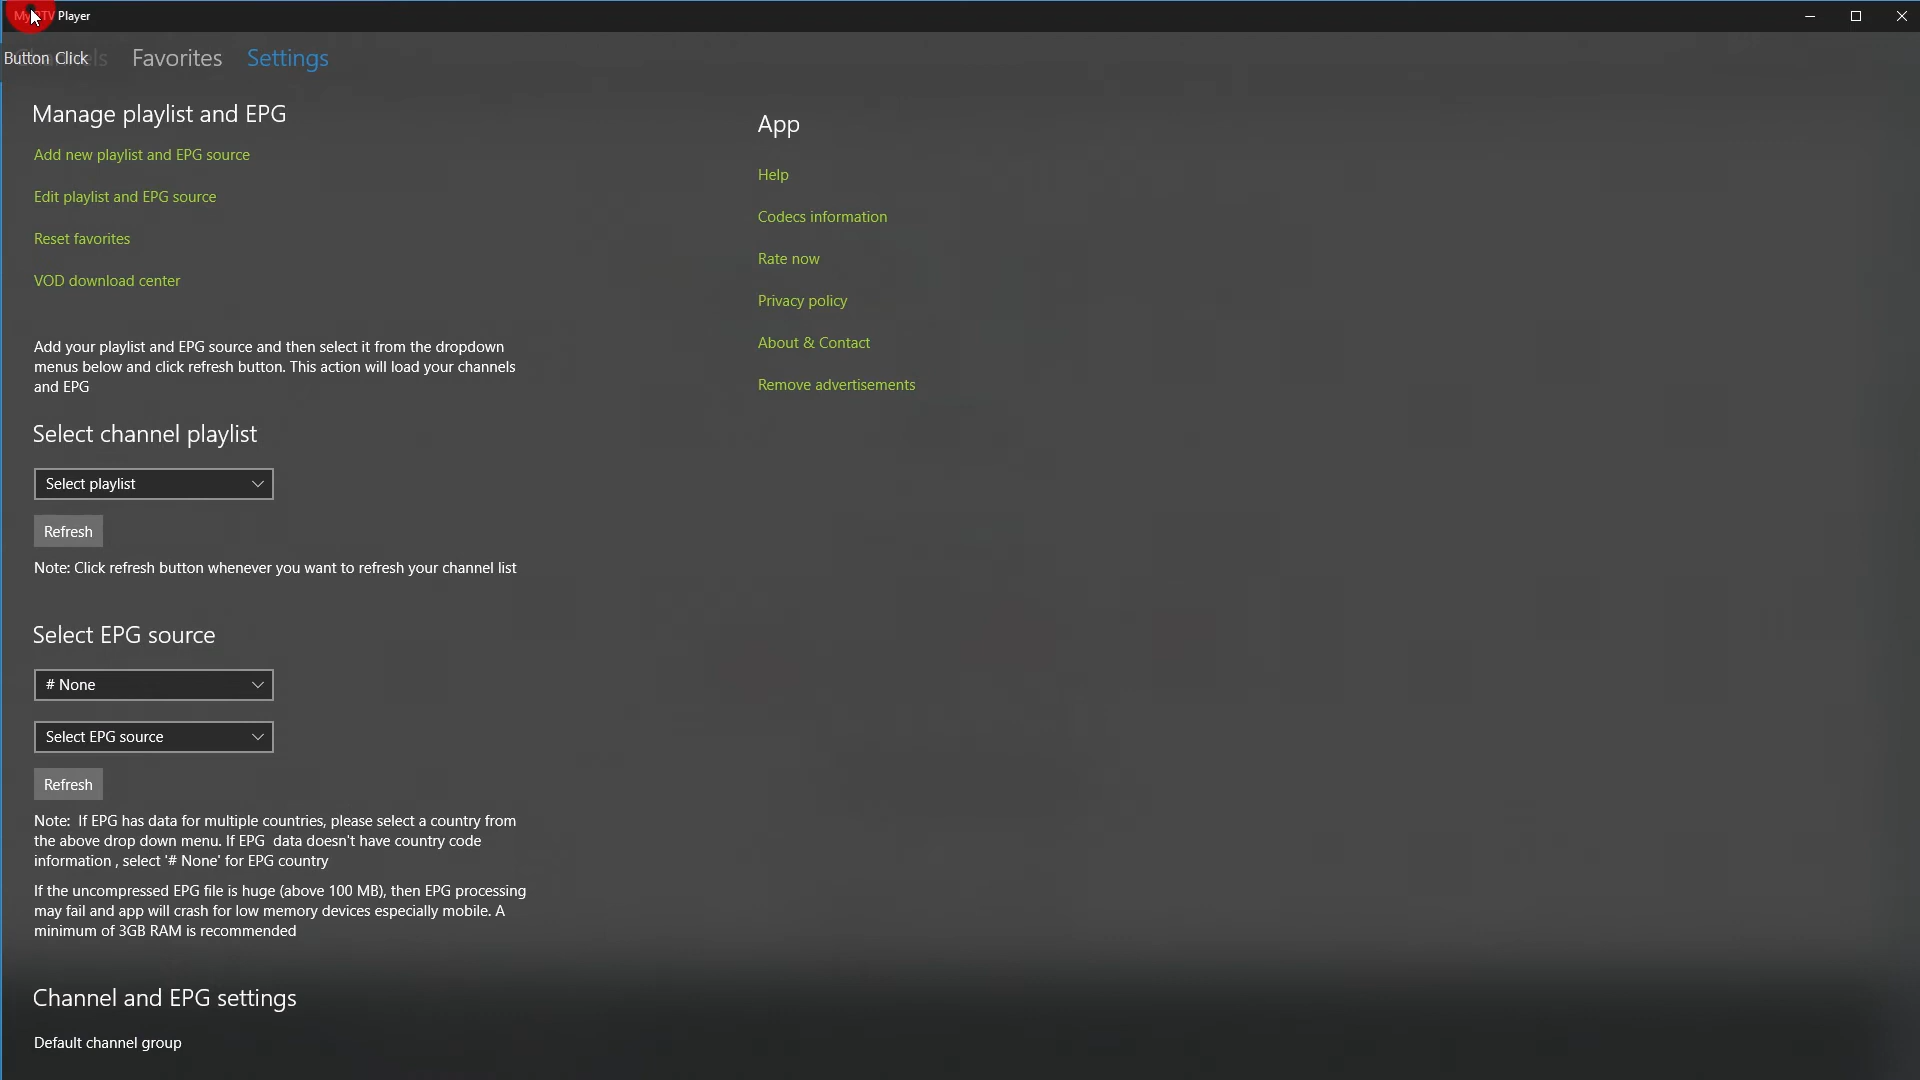 Player
Button Click
Favorites
Settings
Manage playlist and EPG
Add new playlist and EPG source
Edit playlist and EPG source
Reset favorites
VOD download center
Add your playlist and EPG source and then select it from the dropdown
menus below and click refresh button. This action will load your channels
and EPG
Select channel playlist
Select playlist
Refresh
Note: Click refresh button whenever you want to refresh your channel list
Select EPG source
# None
Select EPG source
Refresh
Note:  If EPG has data for multiple countries, please select a country from
the above drop down menu. If EPG  data doesn't have country code
information , select '# None' for EPG country
If the uncompressed EPG file is huge (above 100 MB), then EPG processing
may fail and app will crash for low memory devices especially mobile. A
minimum of 3GB RAM is recommended
Channel and EPG settings
Default channel group
App
Help
Codecs information
Rate now
Privacy policy
About & Contact
Remove advertisements